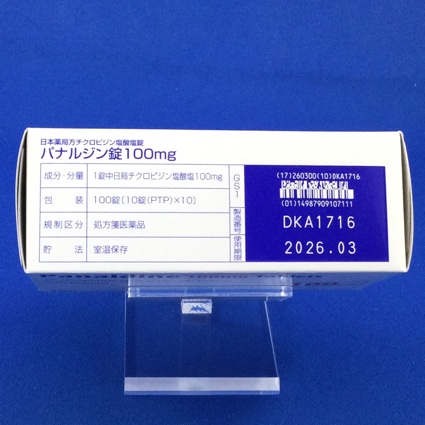 日本薬局方チクロピジン塩酸塩錠
パナルジン錠100mg
成分・分量 1錠中日局チクロピジン塩酸塩100mg
包装 100錠〔10錠(PTP)×10〕
規制区分 処方箋医薬品
貯法 室温保存
GS1
(17)260300(10)DKA1716
(01)14987909107111
製造番号 DKA1716
使用期限 2026.03